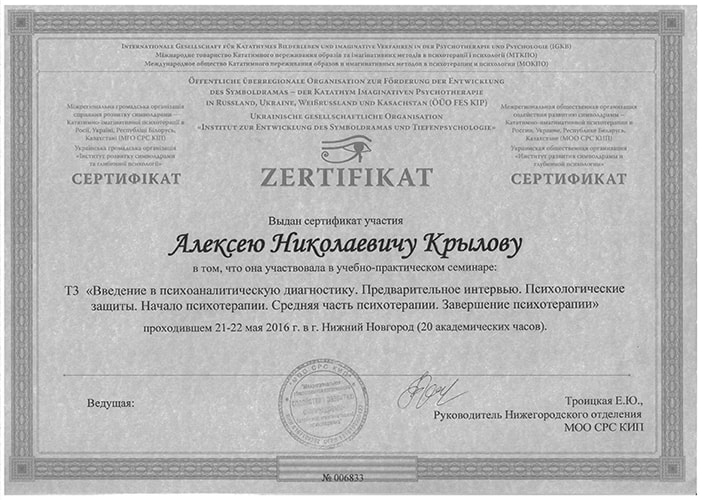 Internationale Gesellschaft für Katathymes Bilderleben und imaginative Verfahren in der Psychotherapie und Psychologie (IGKB)
Міжнародне товариство Кататимного переживання образів та імагінативних методів в психотерапії і психології (МТКПО)
Международное общество Кататимного переживания образов и имагинативных методов в психотерапии и психологии (МОКПО)
Öffentliche überregionale Organisation zur Förderung der Entwicklung
des Symboldramas – der Katathym Imaginativen Psychotherapie
in Russland, Ukraine, Weißrussland und Kasachstan (ÖÜO FES KIP)
Ukrainische gesellschaftliche Organisation
«Institut zur Entwicklung des Symboldramas und Tiefenpsychologie»
Міжрегіональна громадська організація
сприяння розвитку символдрами –
Кататимно-імагінативної психотерапії в
Росії, Україні, Республіці Білорусь,
Казахстані (МГО СРС КІП)
Українська громадська організація
«Інститут розвитку символдрами
та глибинної психології»
СЕРТИФІКАТ
ZERTIFIKAT
Межрегиональная общественная организация
содействия развитию символдрамы –
Кататимно-имагинативной психотерапии в
России, Украине, Республике Беларусь,
Казахстане (МОО СРС КИП)
Украинская общественная организация
«Институт развития символдрамы и
глубинной психологии»
СЕРТИФИКАТ
Выдан сертификат участия
Алексею Николаевичу Крылову
в том, что она участвовала в учебно-практическом семинаре:
Т3 «Введение в психоаналитическую диагностику. Предварительное интервью. Психологические
защиты. Начало психотерапии. Средняя часть психотерапии. Завершение психотерапии»
проходившем 21-22 мая 2016 г. в г. Нижний Новгород (20 академических часов).
МОО СРС КИП
Ведущая:
Троицкая Е.Ю.,
Руководитель Нижегородского отделения
МОО СРС КИП
№ 006833